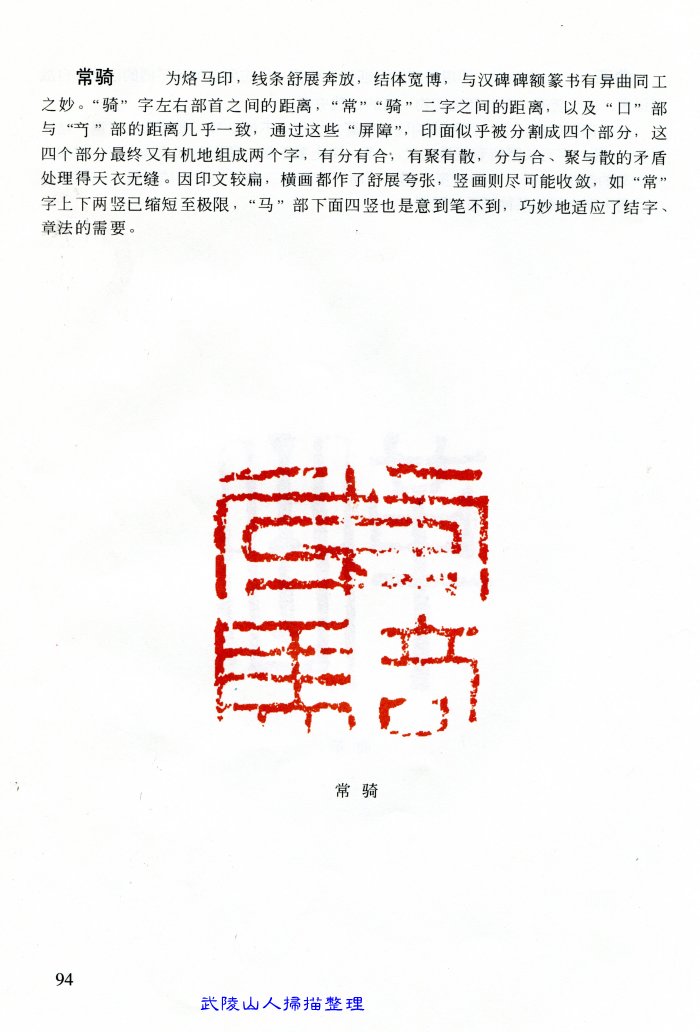 常骑 为烙马印，线条舒展奔放，结体宽博，与汉碑碑额篆书有异曲同工
之妙。“骑”字左右部首之间的距离，“常”“骑”二字之间的距离，以及“口”部
与“亣”部的距离几乎一致，通过这些“屏障”，印面似乎被分割成四个部分，这
四个部分最终又有机地组成两个字，有分有合，有聚有散，分与合、聚与散的矛盾
处理得天衣无缝。因印文较扁，横画都作了舒展夸张，竖画则尽可能收敛，如“常”
字上下两竖已缩短至极限，“马”部下面四竖也是意到笔不到，巧妙地适应了结字、
章法的需要。
常骑
常 骑
94
武陵山人掃描整理